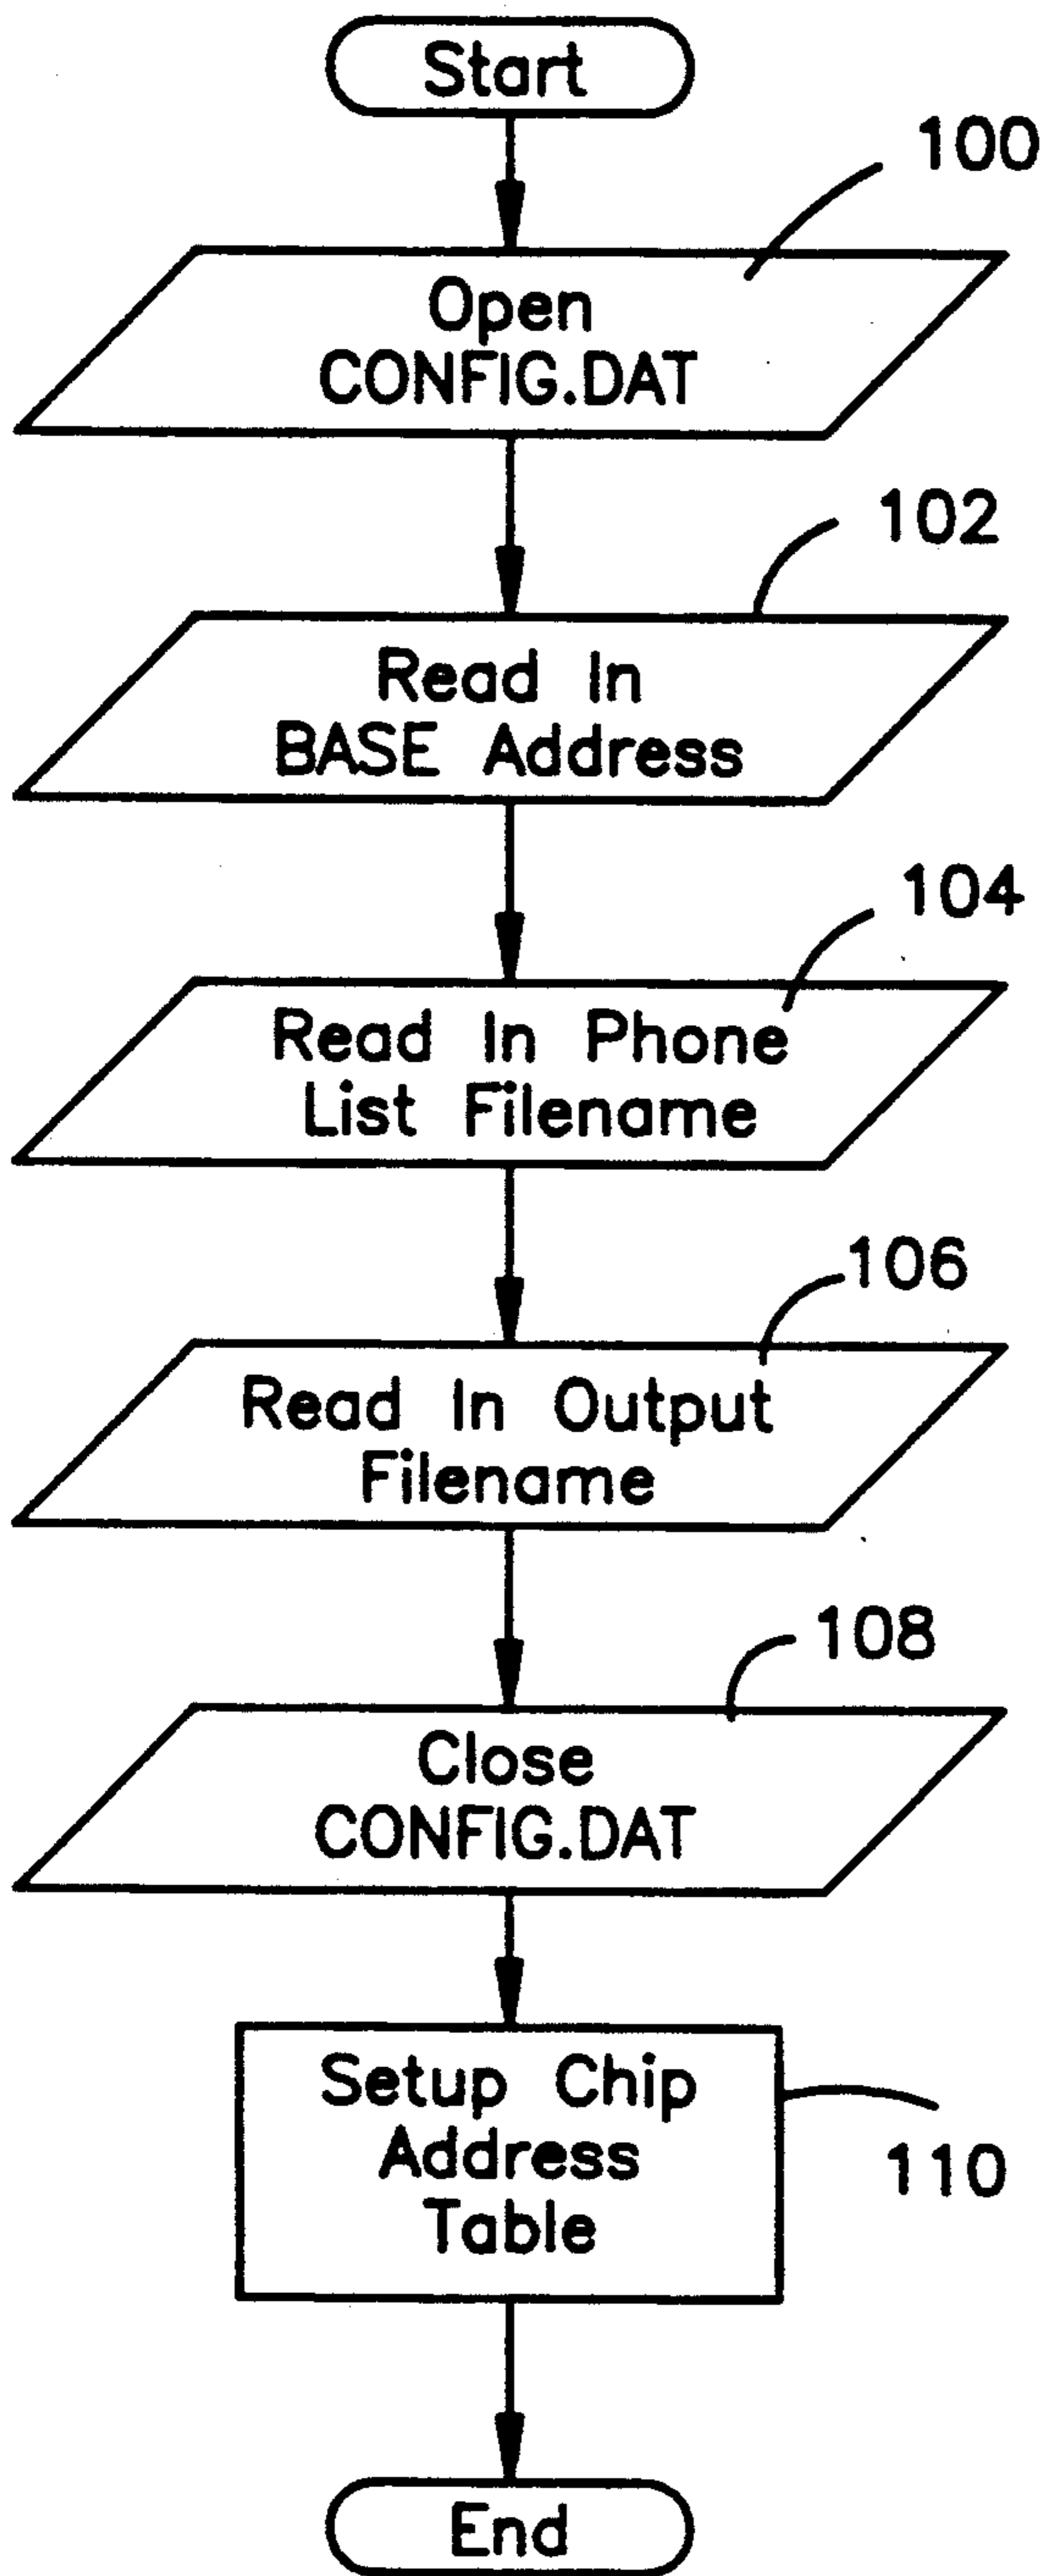 Start
100
Open
CONFIG.DAT
102
Read In
BASE Address
104
Read In Phone
List Filename
106
Read In Output
Filename
108
Close
CONFIG.DAT
Setup Chip
Address
Table
110
End